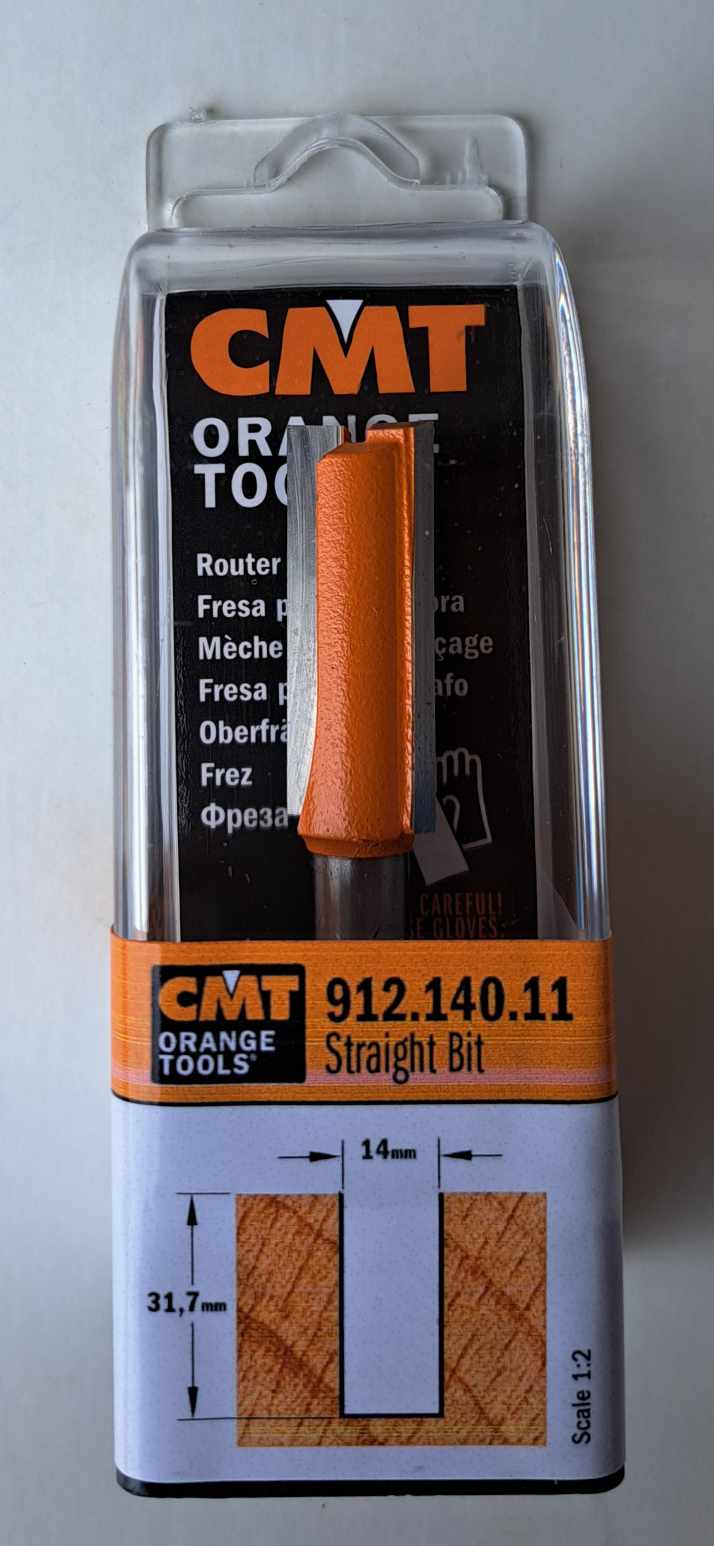 CMT
ORANGE
TOO
Router
Fresa p ora
Mèche çage
Fresa p afo
Oberfrä
Frez
Фреза
CAREFUL!
SE GLOVES.
CMT
ORANGE
TOOLS®
912.140.11
Straight Bit
14mm
31,7mm
Scale 1:2